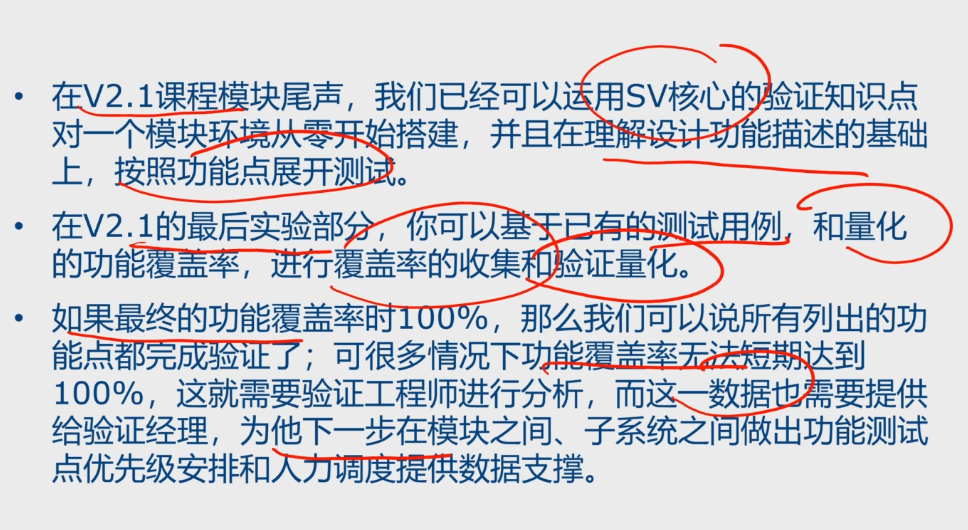 • 在V2.1课程模块尾声，我们已经可以运用SV核心的验证知识点
对一个模块环境从零开始搭建，并且在理解设计功能描述的基础
上，按照功能点展开测试。
• 在V2.1的最后实验部分，你可以基于已有的测试用例，和量化
的功能覆盖率，进行覆盖率的收集和验证量化。
• 如果最终的功能覆盖率时100%，那么我们可以说所有列出的功
能点都完成验证了；可很多情况下功能覆盖率无法短期达到
100%，这就需要验证工程师进行分析，而这一数据也需要提供
给验证经理，为他下一步在模块之间、子系统之间做出功能测试
点优先级安排和人力调度提供数据支撑。